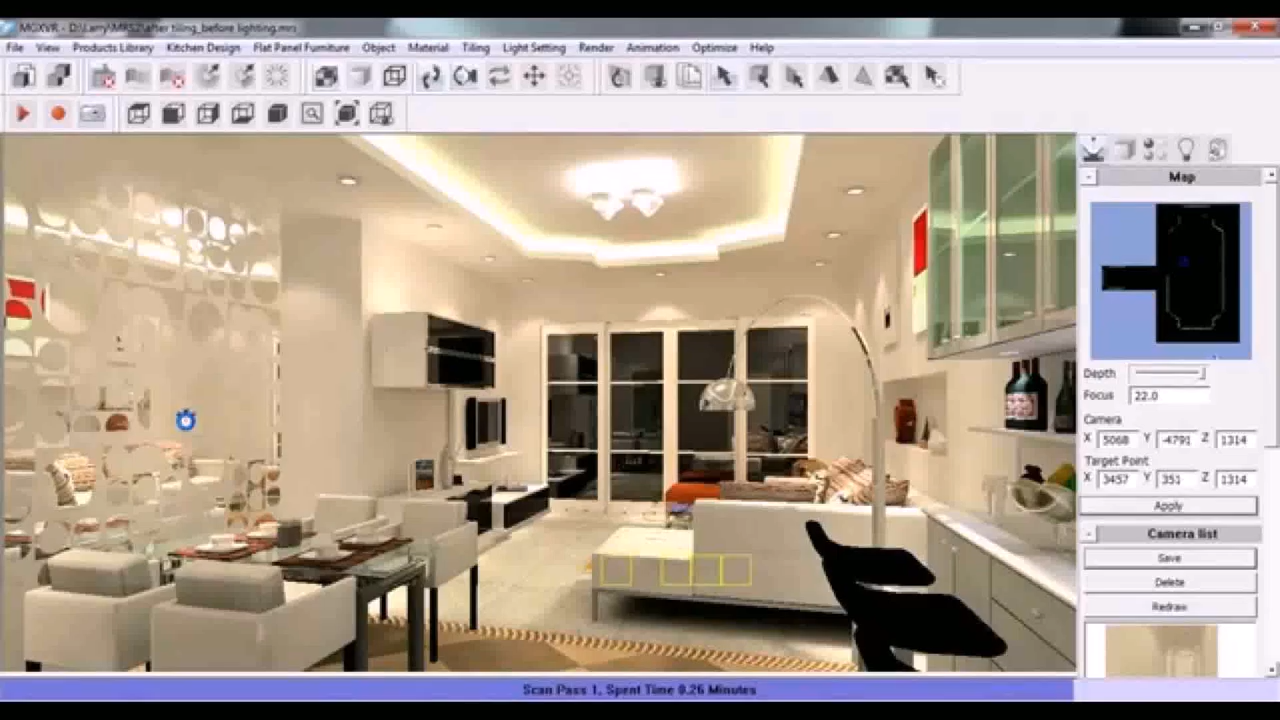 MGXVR - D:\Larry\MRS2\after tiling_before lighting.mrs
File View Products Library Kitchen Design Flat Panel Furniture Object Material Tiling Light Setting Render Animation Optimise Help
Map
Depth
Focus 22.0
Camera
X 5068 Y -4791 Z 1314
Target Point
X 3457 Y 351 Z 1314
Apply
Camera list
Save
Delete
Redraw
Scan Pass 1, Spent Time 0.26 Minutes